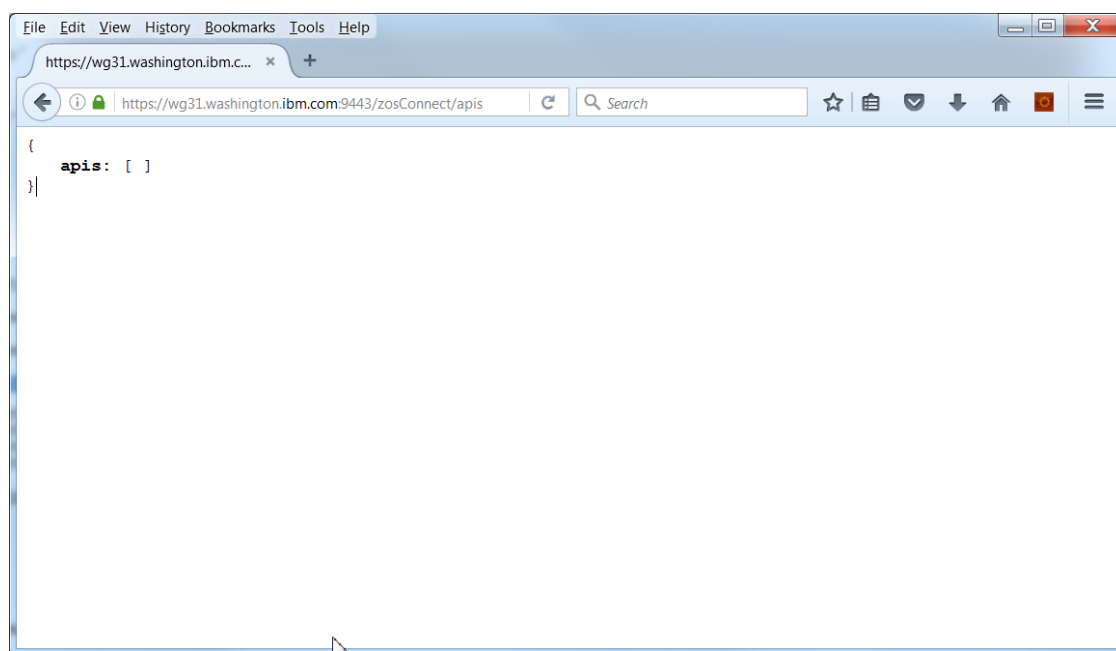 File Edit View History Bookmarks Tools Help
https://wg31.washington.ibm.c... × +
https://wg31.washington.ibm.com:9443/zosConnect/apis Search
{
apis: [ ]
}